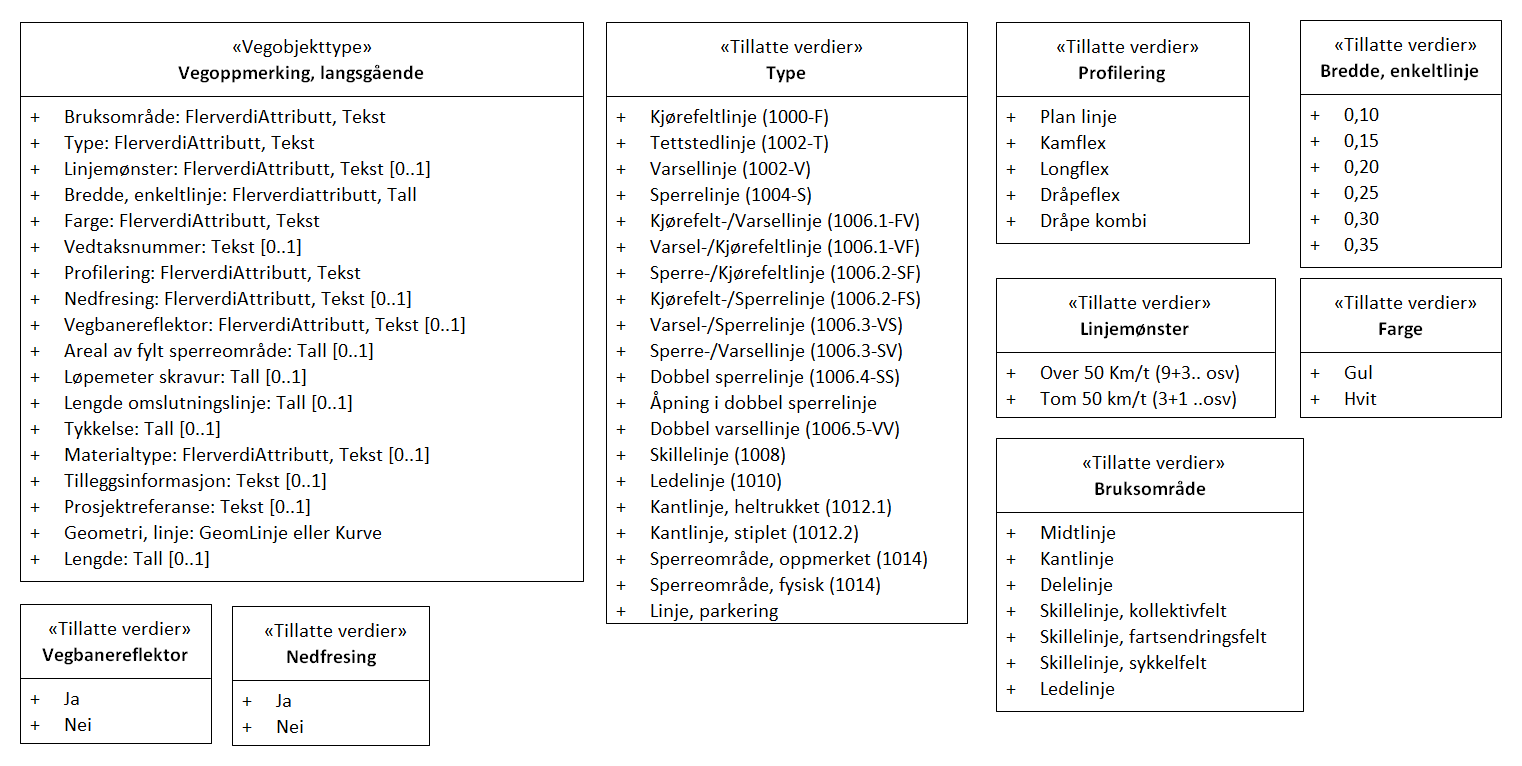 «Vegobjekttype»
Vegoppmerking, langsgående
+ Bruksområde: FlerverdiAttributt, Tekst
+ Type: FlerverdiAttributt, Tekst
+ Linjemønster: FlerverdiAttributt, Tekst [0..1]
+ Bredde, enkeltlinje: Flerverdiattributt, Tall
+ Farge: FlerverdiAttributt, Tekst
+ Vedtaksnummer: Tekst [0..1]
+ Profilering: FlerverdiAttributt, Tekst
+ Nedfresing: FlerverdiAttributt, Tekst [0..1]
+ Vegbanereflektor: FlerverdiAttributt, Tekst [0..1]
+ Areal av fylt sperreområde: Tall [0..1]
+ Løpemeter skravur: Tall [0..1]
+ Lengde omslutningslinje: Tall [0..1]
+ Tykkelse: Tall [0..1]
+ Materialtype: FlerverdiAttributt, Tekst [0..1]
+ Tilleggsinformasjon: Tekst [0..1]
+ Prosjektreferanse: Tekst [0..1]
+ Geometri, linje: GeomLinje eller Kurve
+ Lengde: Tall [0..1]
«Tillatte verdier»
Type
+ Kjørefeltlinje (1000-F)
+ Tettstedlinje (1002-T)
+ Varsellinje (1002-V)
+ Sperrelinje (1004-S)
+ Kjørefelt-/Varsellinje (1006.1-FV)
+ Varsel-/Kjørefeltlinje (1006.1-VF)
+ Sperre-/Kjørefeltlinje (1006.2-SF)
+ Kjørefelt-/Sperrelinje (1006.2-FS)
+ Varsel-/Sperrelinje (1006.3-VS)
+ Sperre-/Varsellinje (1006.3-SV)
+ Dobbel sperrelinje (1006.4-SS)
+ Åpning i dobbel sperrelinje
+ Dobbel varsellinje (1006.5-VV)
+ Skillelinje (1008)
+ Ledelinje (1010)
+ Kantlinje, heltrukket (1012.1)
+ Kantlinje, stiplet (1012.2)
+ Sperreområde, oppmerket (1014)
+ Sperreområde, fysisk (1014)
+ Linje, parkering
«Tillatte verdier»
Profilering
+ Plan linje
+ Kamflex
+ Longflex
+ Dråpeflex
+ Dråpe kombi
«Tillatte verdier»
Bredde, enkeltlinje
+ 0,10
+ 0,15
+ 0,20
+ 0,25
+ 0,30
+ 0,35
«Tillatte verdier»
Linjemønster
+ Over 50 Km/t (9+3.. osv)
+ Tom 50 km/t (3+1 ..osv)
«Tillatte verdier»
Farge
+ Gul
+ Hvit
«Tillatte verdier»
Bruksområde
+ Midtlinje
+ Kantlinje
+ Delelinje
+ Skillelinje, kollektivfelt
+ Skillelinje, fartsendringsfelt
+ Skillelinje, sykkelfelt
+ Ledelinje
«Tillatte verdier»
Vegbanereflektor
+ Ja
+ Nei
«Tillatte verdier»
Nedfresing
+ Ja
+ Nei